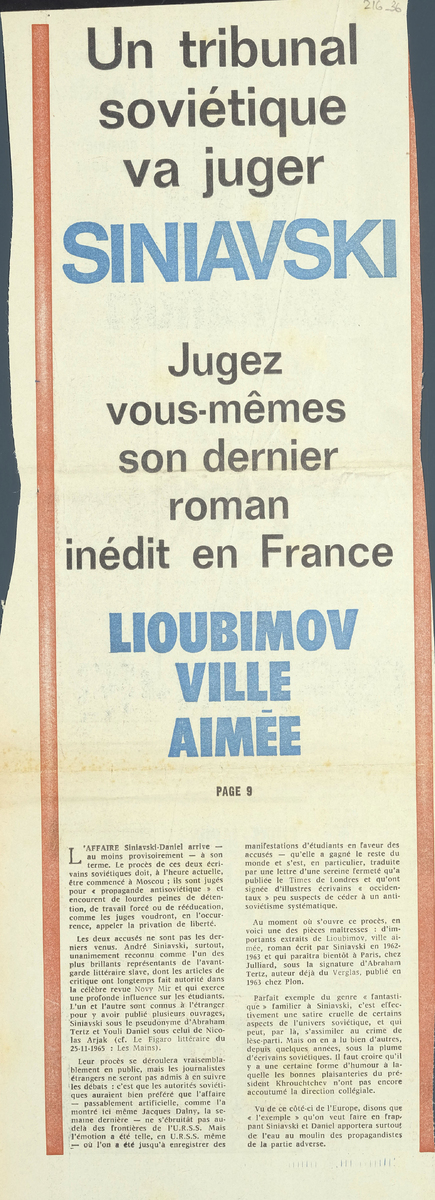 216_36
Un tribunal
soviétique
va juger
SINIAVSKI
Jugez
vous-mêmes
son dernier
roman
inédit en France
LIOUBIMOV
VILLE
AIMÉE
PAGE 9
L'AFFAIRE Siniavski-Daniel arrive —
au moins provisoirement — à son
terme. Le procès de ces deux écri-
vains soviétiques doit, à l'heure actuelle,
être commencé à Moscou ; ils sont jugés
pour « propagande antisoviétique » et
encourent de lourdes peines de déten-
tion, de travail forcé ou de rééducation,
comme les juges voudront, en l'occur-
rence, appeler la privation de liberté.
Les deux accusés ne sont pas les der-
niers venus. André Siniavski, surtout,
unanimement reconnu comme l'un des
plus brillants représentants de l'avant-
garde littéraire slave, dont les articles de
critique ont longtemps fait autorité dans
la célèbre revue Novy Mir et qui exerce
une profonde influence sur les étudiants.
L'un et l'autre sont connus à l'étranger
pour y avoir publié plusieurs ouvrages,
Siniavski sous le pseudonyme d'Abraham
Tertz et Youli Daniel sous celui de Nico-
las Arjak (cf. Le Figaro littéraire du
25-11-1965 : Les Mains).
Leur procès se déroulera vraisembla-
blement en public, mais les journalistes
étrangers ne seront pas admis à en suivre
les débats : c'est que les autorités soviéti-
ques auraient bien préféré que l'affaire
— passablement artificielle, comme l'a
montré ici même Jacques Dalny, la se-
maine dernière — ne s'ébruitât pas au-
delà des frontières de l'U.R.S.S. Mais
l'émotion a été telle, en U.R.S.S. même
— où l'on a été jusqu'à enregistrer des
manifestations d'étudiants en faveur des
accusés — qu'elle a gagné le reste du
monde et s'est, en particulier, traduite
par une lettre d'une sereine fermeté qu'a
publiée le Times de Londres et qu'ont
signée d'illustres écrivains « occiden-
taux » peu suspects de céder à un anti-
soviétisme systématique.
Au moment où s'ouvre ce procès, en
voici une des pièces maîtresses : d'im-
portants extraits de Lioubimov, ville ai-
mée, roman écrit par Siniavski en 1962-
1963 et qui paraîtra bientôt à Paris, chez
Julliard, sous la signature d'Abraham
Tertz, auteur déjà du Verglas, publié en
1963 chez Plon.
Parfait exemple du genre « fantasti-
que » familier à Siniavski, c'est effec-
tivement une satire cruelle de certains
aspects de l'univers soviétique, et qui
peut, par là, s'assimiler au crime de
lèse-parti. Mais on en a lu bien d'autres,
depuis quelques années, sous la plume
d'écrivains soviétiques. Il faut croire qu'il
y a une certaine forme d'humour à la-
quelle les bonnes plaisanteries du pré-
sident Khrouchtchev n'ont pas encore
accoutumé la direction collégiale.
Vu de ce côté-ci de l'Europe, disons que
« l'exemple » qu'on veut faire en frap-
pant Siniavski et Daniel apportera surtout
de l'eau au moulin des propagandistes
de la partie adverse.